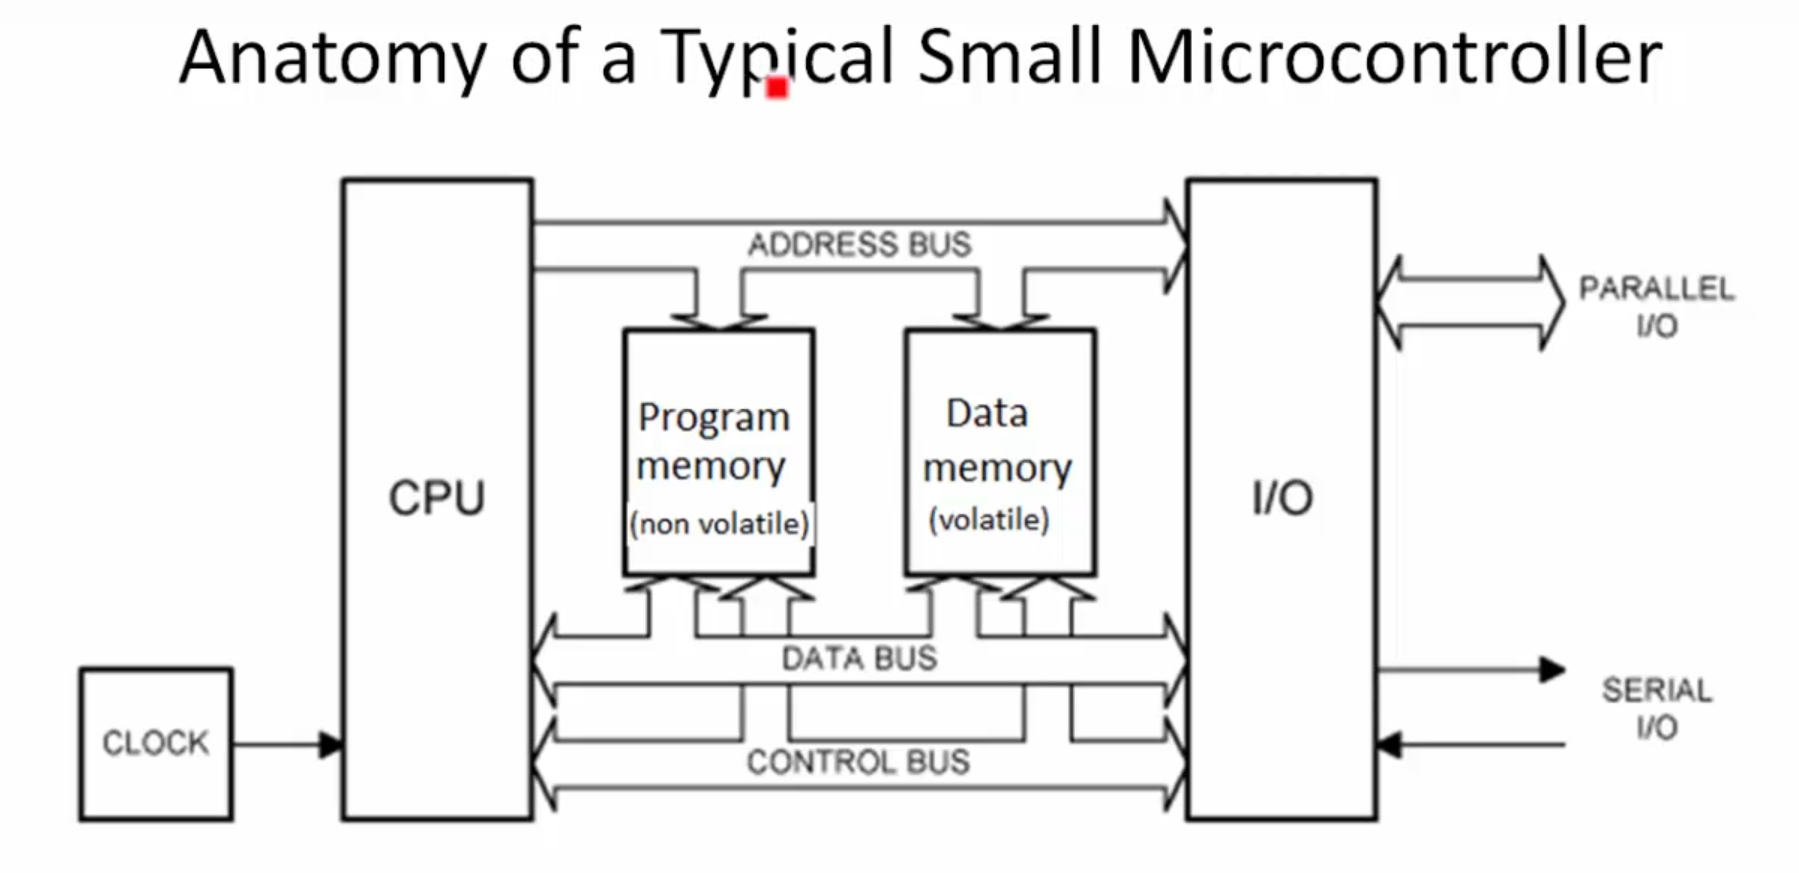 Anatomy of a Typical Small Microcontroller
ADDRESS BUS
PARALLEL
I/O
Program
memory
(non volatile)
Data
memory
(volatile)
CPU
I/O
DATA BUS
SERIAL
I/O
CLOCK
CONTROL BUS